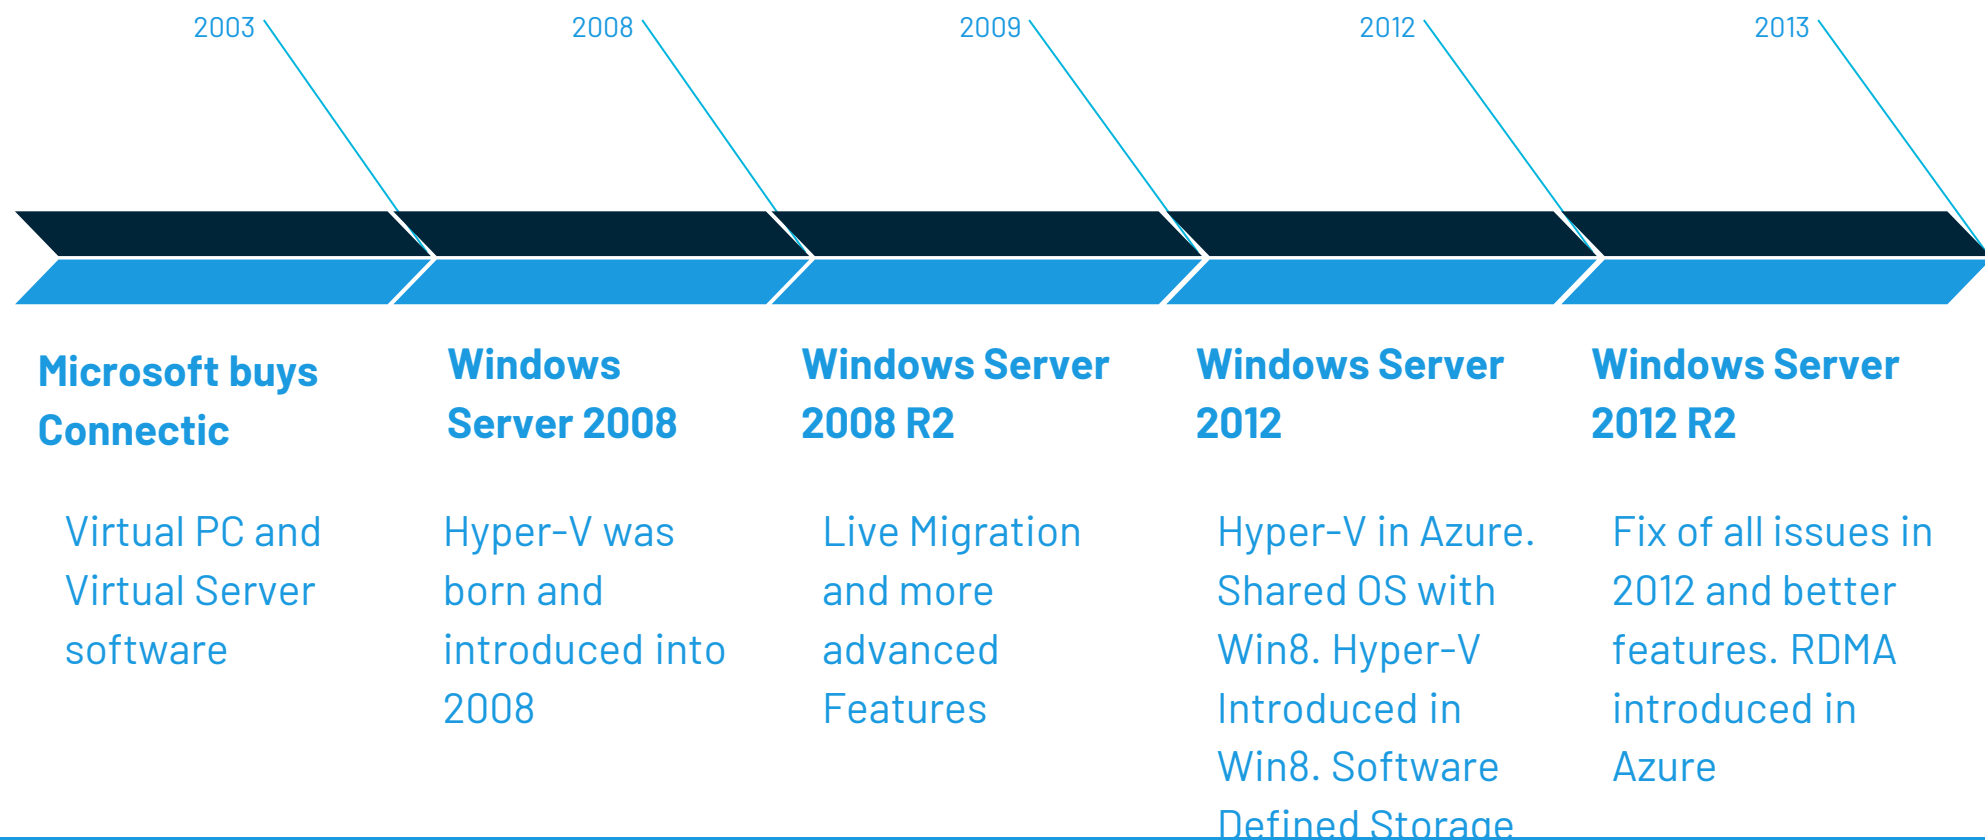 2003
2008
2009
2012
2013
Microsoft buys
Connectic
Virtual PC and
Virtual Server
software
Windows
Server 2008
Hyper-V was
born and
introduced into
2008
Windows Server
2008 R2
Live Migration
and more
advanced
Features
Windows Server
2012
Hyper-V in Azure.
Shared OS with
Win8. Hyper-V
Introduced in
Win8. Software
Defined Storage
Windows Server
2012 R2
Fix of all issues in
2012 and better
features. RDMA
introduced in
Azure